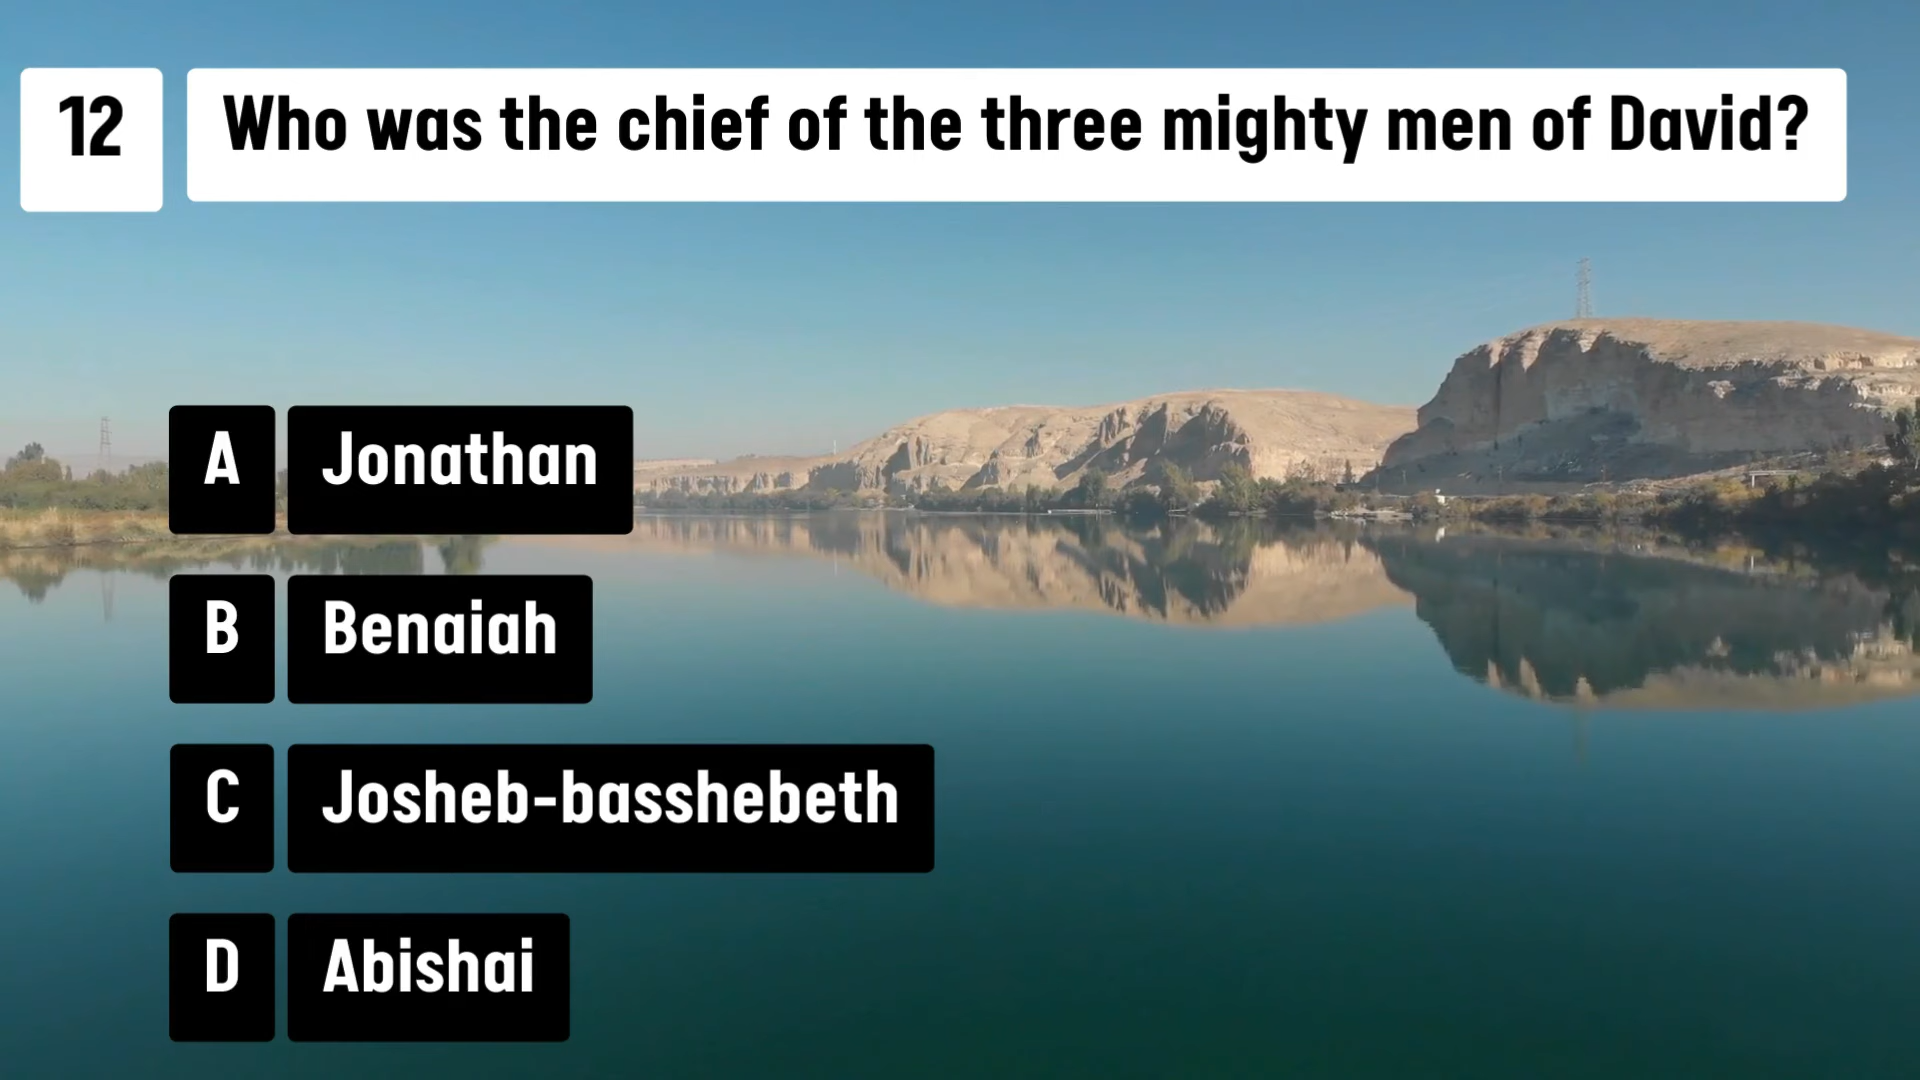 12
Who was the chief of the three mighty men of David?
A Jonathan
B Benaiah
C Josheb-basshebeth
D Abishai